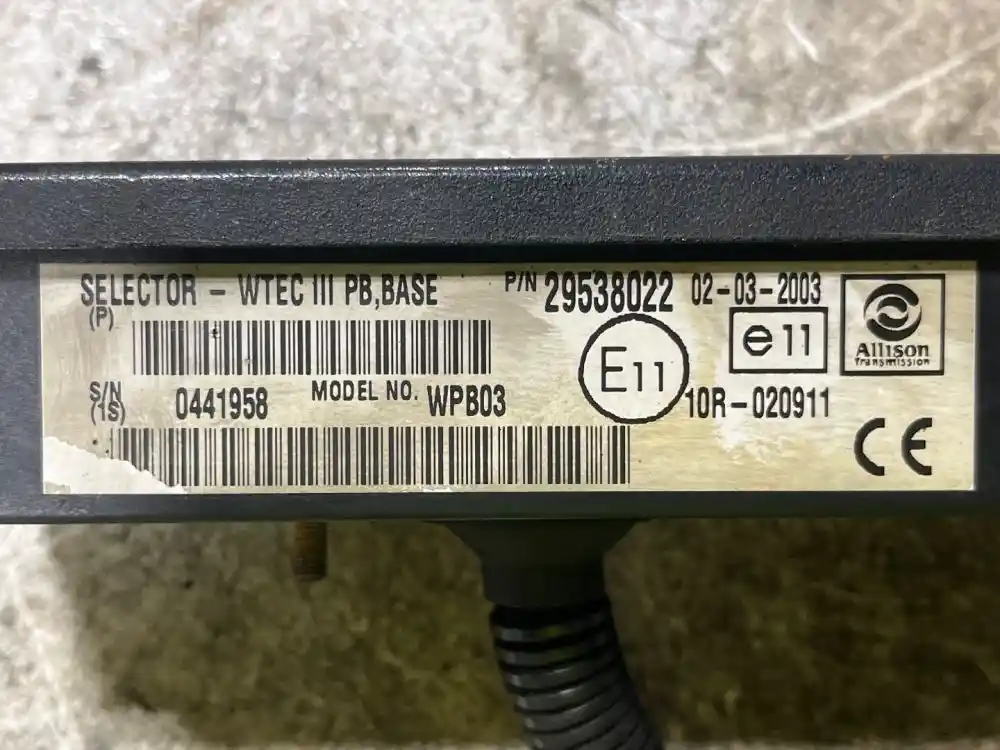 SELECTOR - WTEC III PB,BASE P/N 29538022 02-03-2003
(P)
E11
e11
Allison
Transmission
S/N
(1S) 0441958 MODEL NO. WPB03 10R-020911
CE